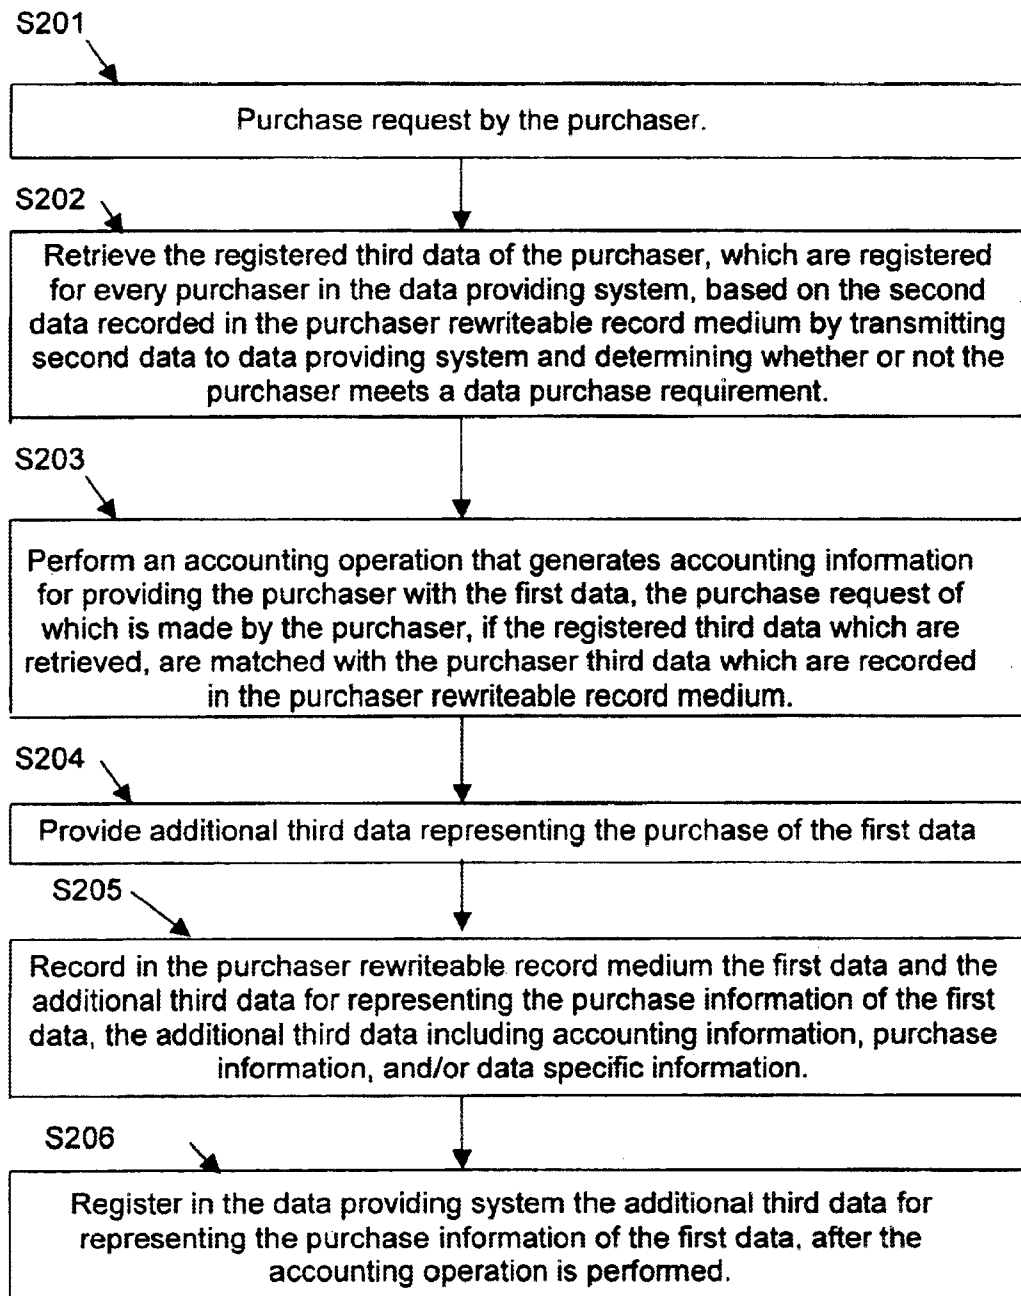 S201
Purchase request by the purchaser.
S202
Retrieve the registered third data of the purchaser, which are registered
for every purchaser in the data providing system, based on the second
data recorded in the purchaser rewriteable record medium by transmitting
second data to data providing system and determining whether or not the
purchaser meets a data purchase requirement.
S203
Perform an accounting operation that generates accounting information
for providing the purchaser with the first data, the purchase request of
which is made by the purchaser, if the registered third data which are
retrieved, are matched with the purchaser third data which are recorded
in the purchaser rewriteable record medium.
S204
Provide additional third data representing the purchase of the first data
S205
Record in the purchaser rewriteable record medium the first data and the
additional third data for representing the purchase information of the first
data, the additional third data including accounting information, purchase
information, and/or data specific information.
S206
Register in the data providing system the additional third data for
representing the purchase information of the first data, after the
accounting operation is performed.